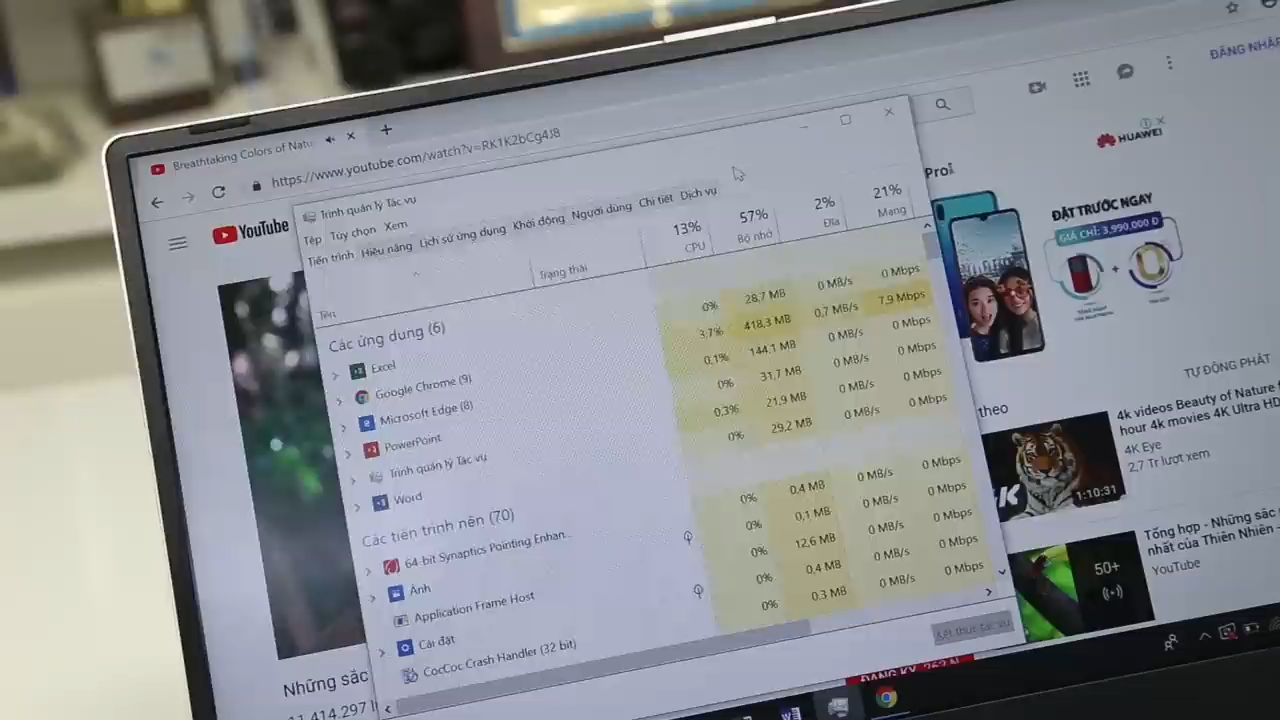 Breathtaking Colors of Natu
https://www.youtube.com/watch?v=RK1K2bCg4J8
ĐĂNG NHẬP
YouTube
Trình quản lý Tác vụ
Tệp Tùy chọn Xem
Tiến trình Hiệu năng Lịch sử ứng dụng Khởi động Người dùng Chi tiết Dịch vụ
Tên
Trạng thái
13% 57% 2% 21%
CPU Bộ nhớ Đĩa Mạng
Các ứng dụng (6)
Excel 0% 28,7 MB 0 MB/s 0 Mbps
Google Chrome (9) 3,7% 418,3 MB 0,7 MB/s 7,9 Mbps
Microsoft Edge (8) 0,1% 144,1 MB 0 MB/s 0 Mbps
PowerPoint 0% 31,7 MB 0 MB/s 0 Mbps
Trình quản lý Tác vụ 0,3% 21,9 MB 0 MB/s 0 Mbps
Word 0% 29,2 MB 0 MB/s 0 Mbps
Các tiến trình nền (70)
64-bit Synaptics Pointing Enhan... 0% 0,4 MB 0 MB/s 0 Mbps
Ảnh 0% 0,1 MB 0 MB/s 0 Mbps
Application Frame Host 0% 12,6 MB 0 MB/s 0 Mbps
Cài đặt 0% 0,4 MB 0 MB/s 0 Mbps
CocCoc Crash Handler (32 bit) 0% 0,3 MB 0 MB/s 0 Mbps
Kết thúc tác vụ
HUAWEI
ĐẶT TRƯỚC NGAY
GIÁ CHỈ: 3.990.000 Đ
+
TỰ ĐỘNG PHÁT
theo
4k videos Beauty of Nature
hour 4k movies 4K Ultra HD
4K Eye
2,7 Tr lượt xem
1:10:31
Tổng hợp - Những sắc
nhất của Thiên Nhiên
YouTube
50+
Những sắc
11.414.297 l